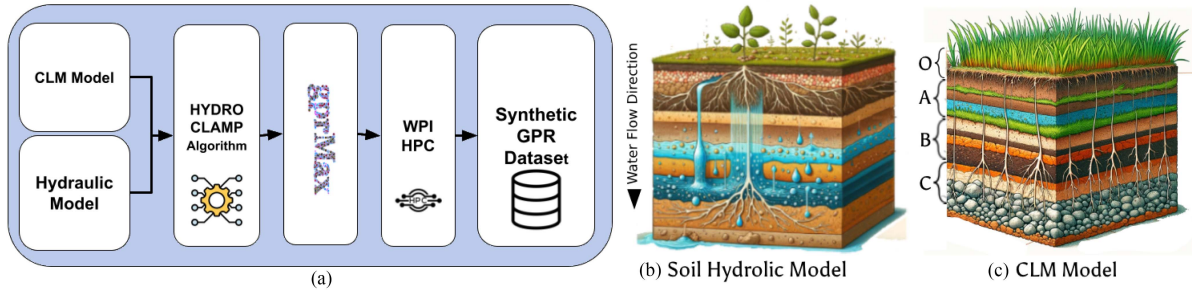 CLM Model
Hydraulic
Model
HYDRO
CLAMP
Algorithm
gprMax
WPI
HPC
HPC
Synthetic
GPR
Dataset
(a)
Water Flow Direction
(b) Soil Hydrolic Model
O
A
B
C
(c) CLM Model